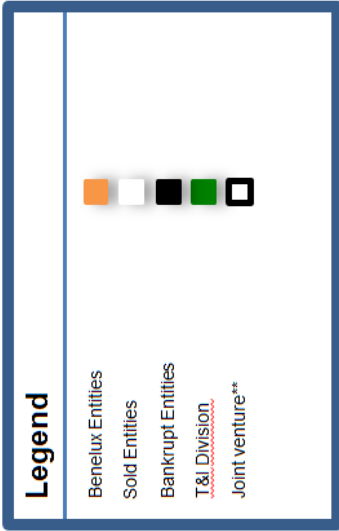 Legend
Benelux Entities
Sold Entities
Bankrupt Entities
T&I Division
Joint venture**